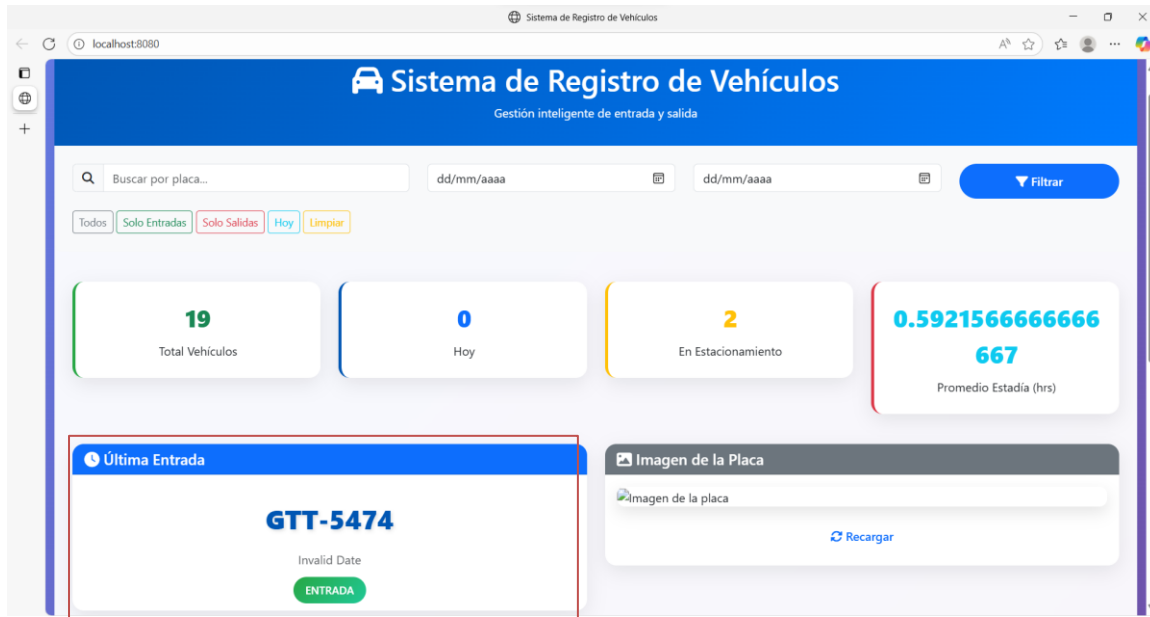 Sistema de Registro de Vehículos
localhost:8080
Sistema de Registro de Vehículos
Gestión inteligente de entrada y salida
Buscar por placa...
dd/mm/aaaa
dd/mm/aaaa
Filtrar
Todos
Solo Entradas
Solo Salidas
Hoy
Limpiar
19
Total Vehículos
0
Hoy
2
En Estacionamiento
0.5921566666666
667
Promedio Estadía (hrs)
Última Entrada
GTT-5474
Invalid Date
ENTRADA
Imagen de la Placa
Imagen de la placa
Recargar